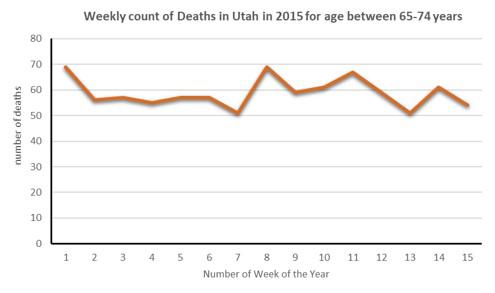 Weekly count of Deaths in Utah in 2015 for age between 65-74 years
80
70
60
50
40
30
20
10
0
number of deaths
1 2 3 4 5 6 7 8 9 10 11 12 13 14 15
Number of Week of the Year